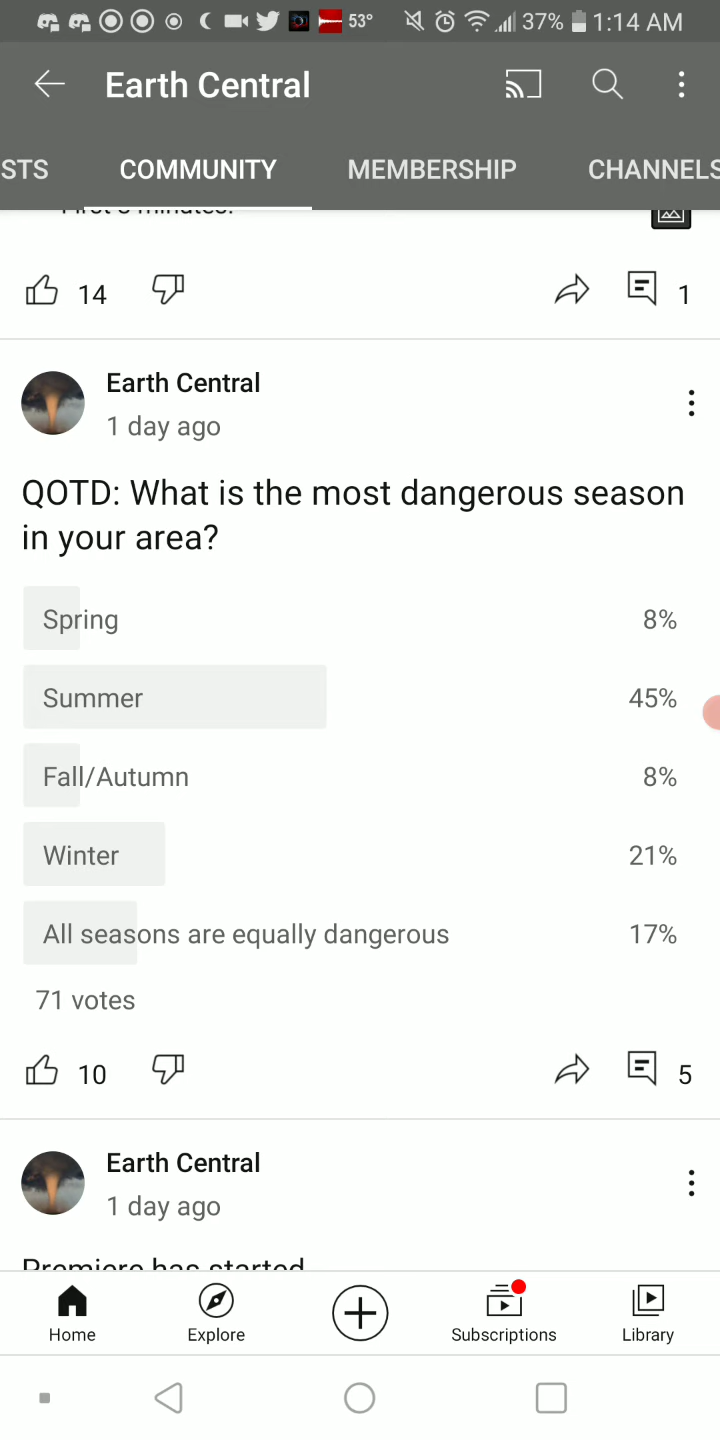 53° 37% 1:14 AM
Earth Central
STS COMMUNITY MEMBERSHIP CHANNELS
14 1
Earth Central
1 day ago
QOTD: What is the most dangerous season
in your area?
Spring 8%
Summer 45%
Fall/Autumn 8%
Winter 21%
All seasons are equally dangerous 17%
71 votes
10 5
Earth Central
1 day ago
Premiere has started
Home Explore Subscriptions Library